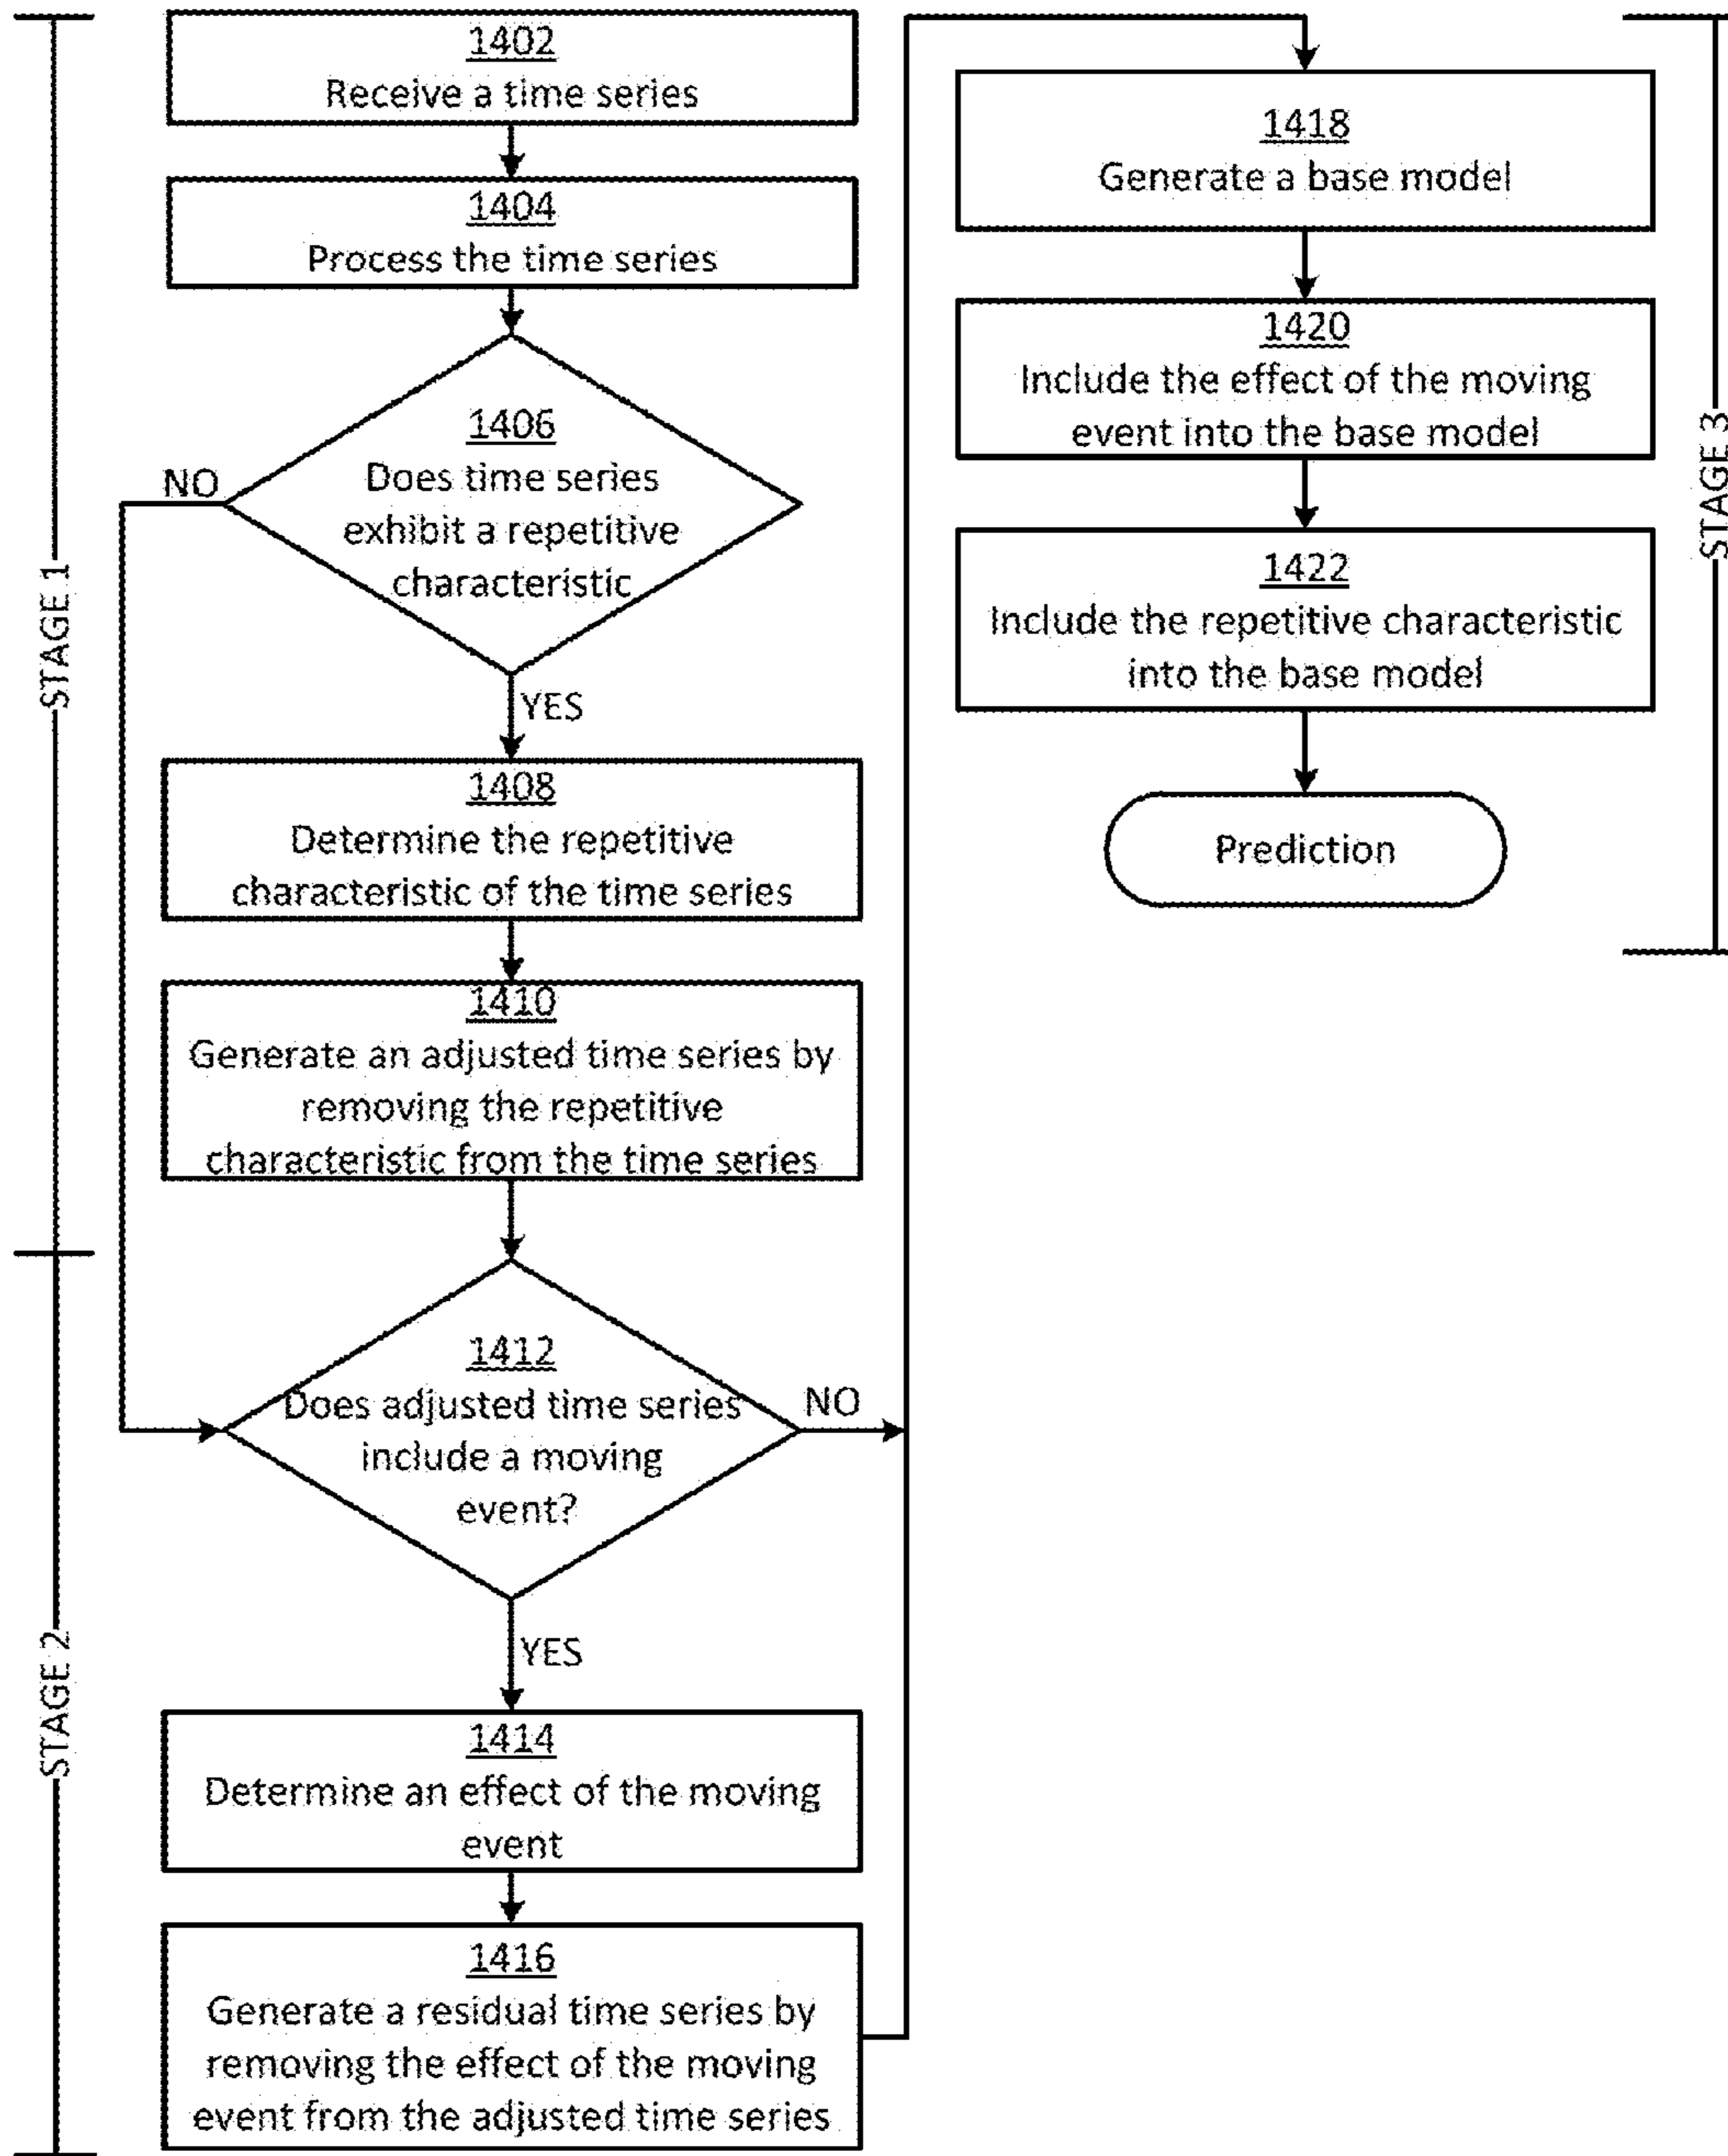 STAGE 1
1402
Receive a time series
1404
Process the time series
1406
Does time series
exhibit a repetitive
characteristic
NO
YES
1408
Determine the repetitive
characteristic of the time series
1410
Generate an adjusted time series by
removing the repetitive
characteristic from the time series
STAGE 2
1412
Does adjusted time series
include a moving
event?
NO
YES
1414
Determine an effect of the moving
event
1416
Generate a residual time series by
removing the effect of the moving
event from the adjusted time series
STAGE 3
1418
Generate a base model
1420
Include the effect of the moving
event into the base model
1422
Include the repetitive characteristic
into the base model
Prediction